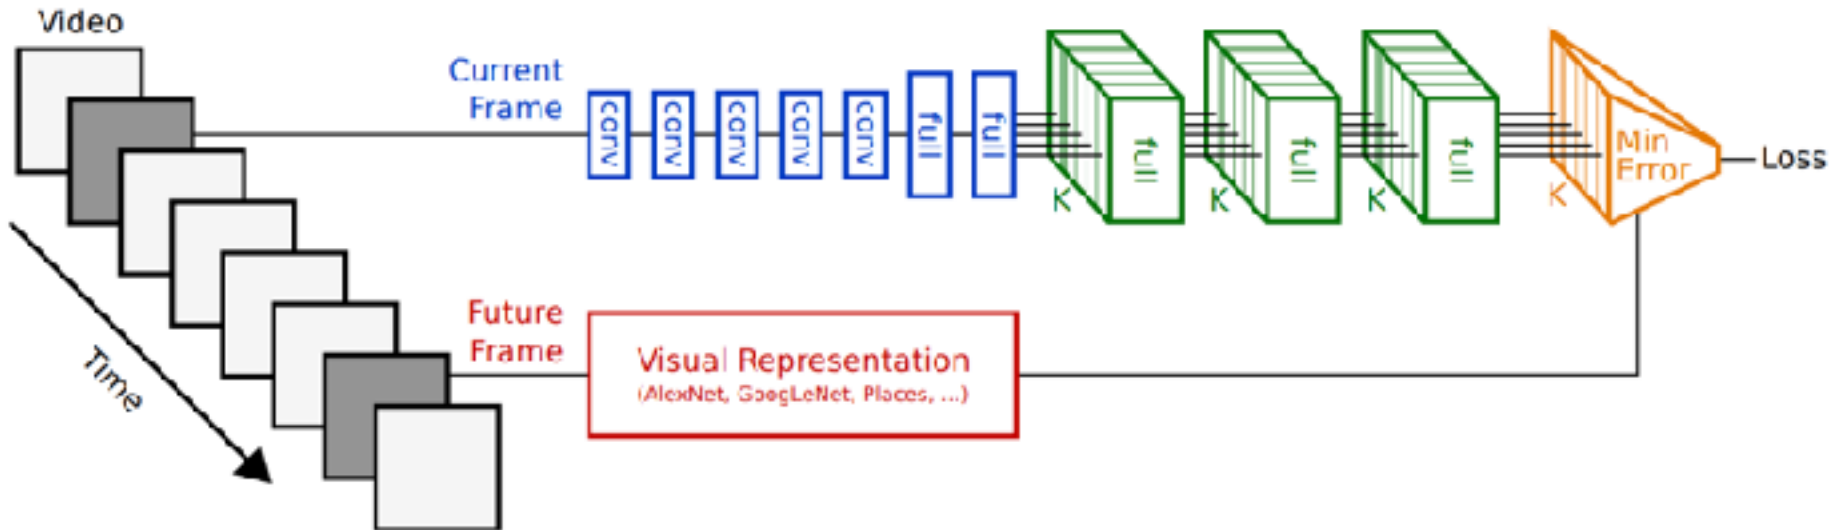 Video
Time
Current
Frame
conv
conv
conv
conv
conv
full
full
K
full
K
full
K
full
K
Min
Error
Loss
Future
Frame
Visual Representation
(AlexNet, GoogLeNet, Places, ...)